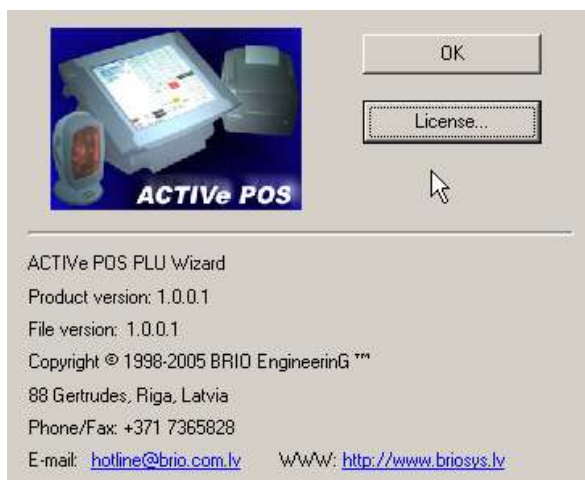 OK
License...
ACTIVe POS
ACTIVe POS PLU Wizard
Product version: 1.0.0.1
File version: 1.0.0.1
Copyright © 1998-2005 BRIO EngineerinG ™
88 Gertrudes, Riga, Latvia
Phone/Fax: +371 7365828
E-mail: hotline@brio.com.lv WWW: http://www.briosys.lv